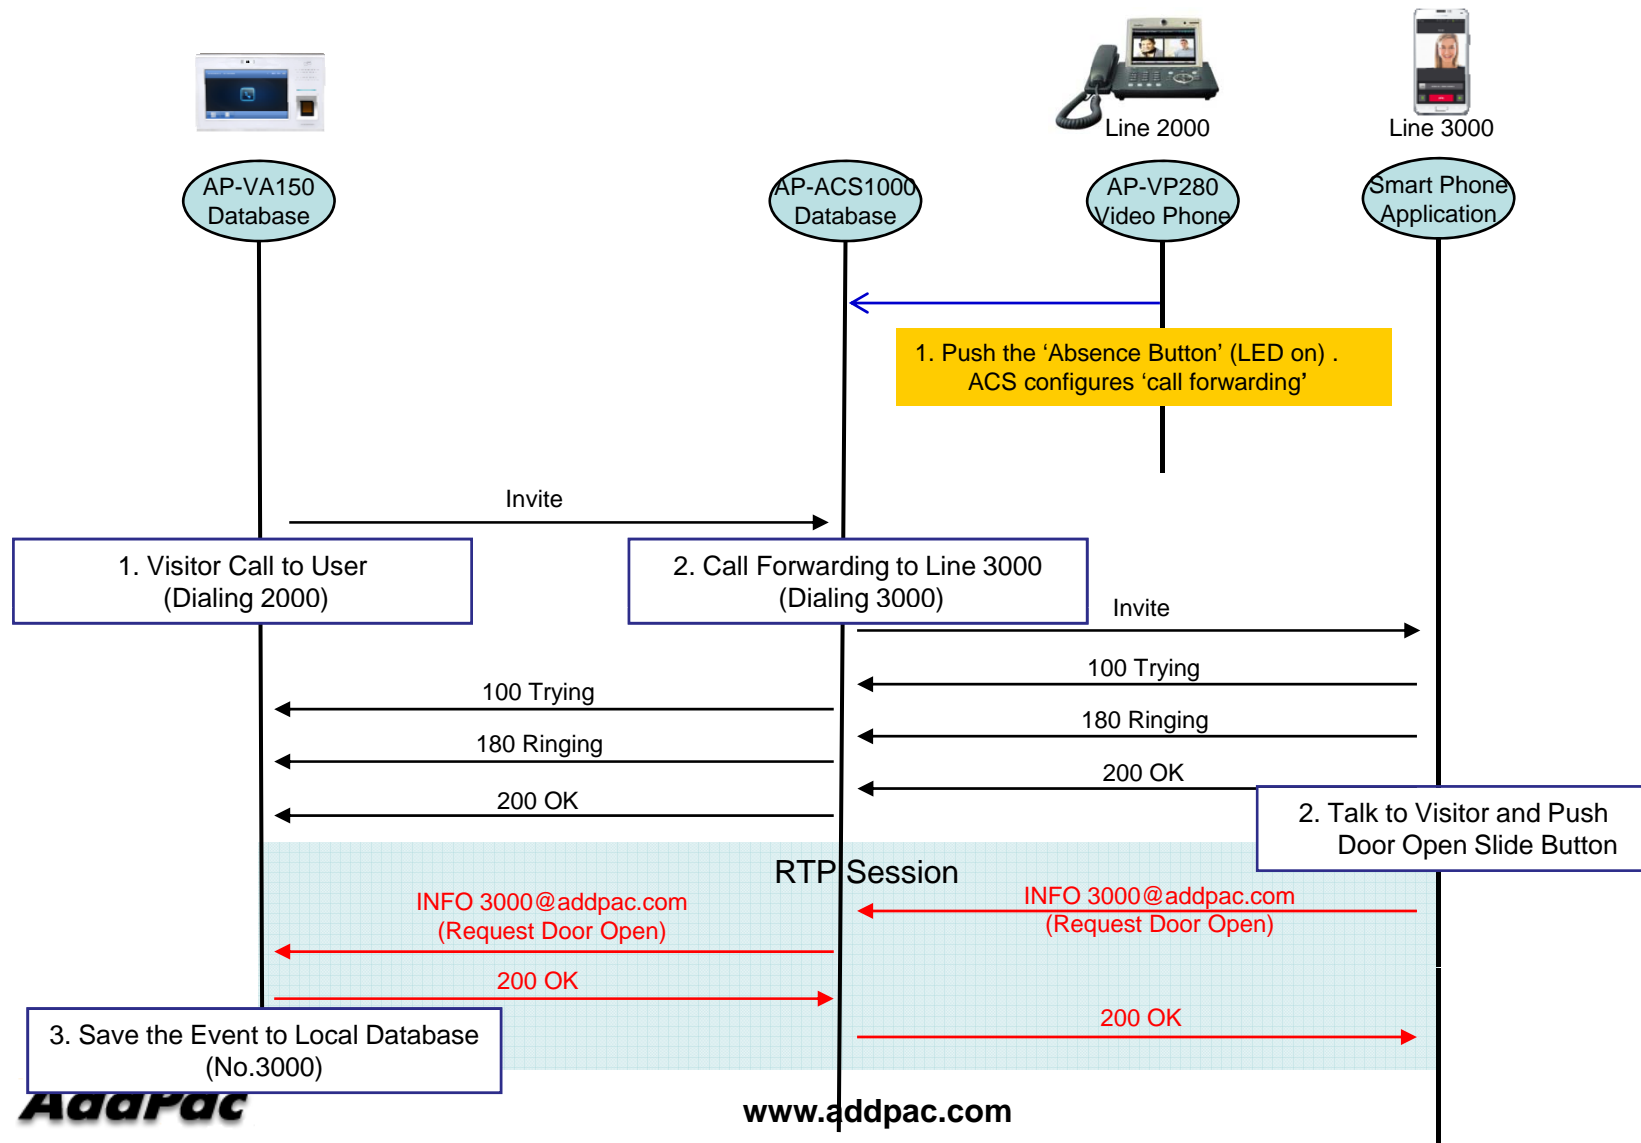 Line 2000
Line 3000
AP-VA150
Database
AP-ACS1000
Database
AP-VP280
Video Phone
Smart Phone
Application
1. Push the ‘Absence Button’ (LED on) .
ACS configures ‘call forwarding’
Invite
1. Visitor Call to User
(Dialing 2000)
2. Call Forwarding to Line 3000
(Dialing 3000)
Invite
100 Trying
100 Trying
180 Ringing
180 Ringing
200 OK
200 OK
2. Talk to Visitor and Push
Door Open Slide Button
RTP Session
INFO 3000@addpac.com
(Request Door Open)
INFO 3000@addpac.com
(Request Door Open)
200 OK
200 OK
3. Save the Event to Local Database
(No.3000)
AddPac
www.addpac.com